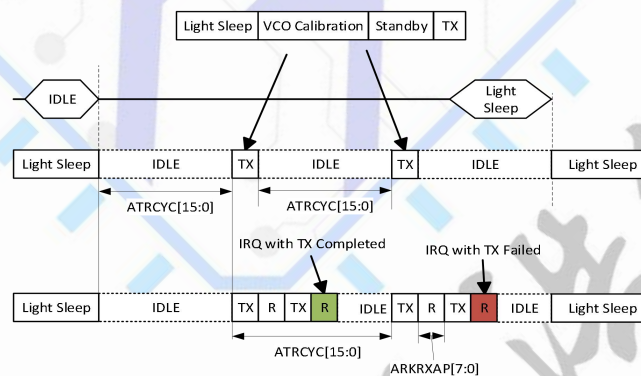 Light Sleep VCO Calibration Standby TX
IDLE
Light
Sleep
Light Sleep IDLE TX IDLE TX IDLE Light Sleep
ATRCYC[15:0] ATRCYC[15:0]
IRQ with TX Completed IRQ with TX Failed
Light Sleep IDLE TX R TX R IDLE TX R TX R IDLE Light Sleep
ATRCYC[15:0]
ARKRXAP[7:0]